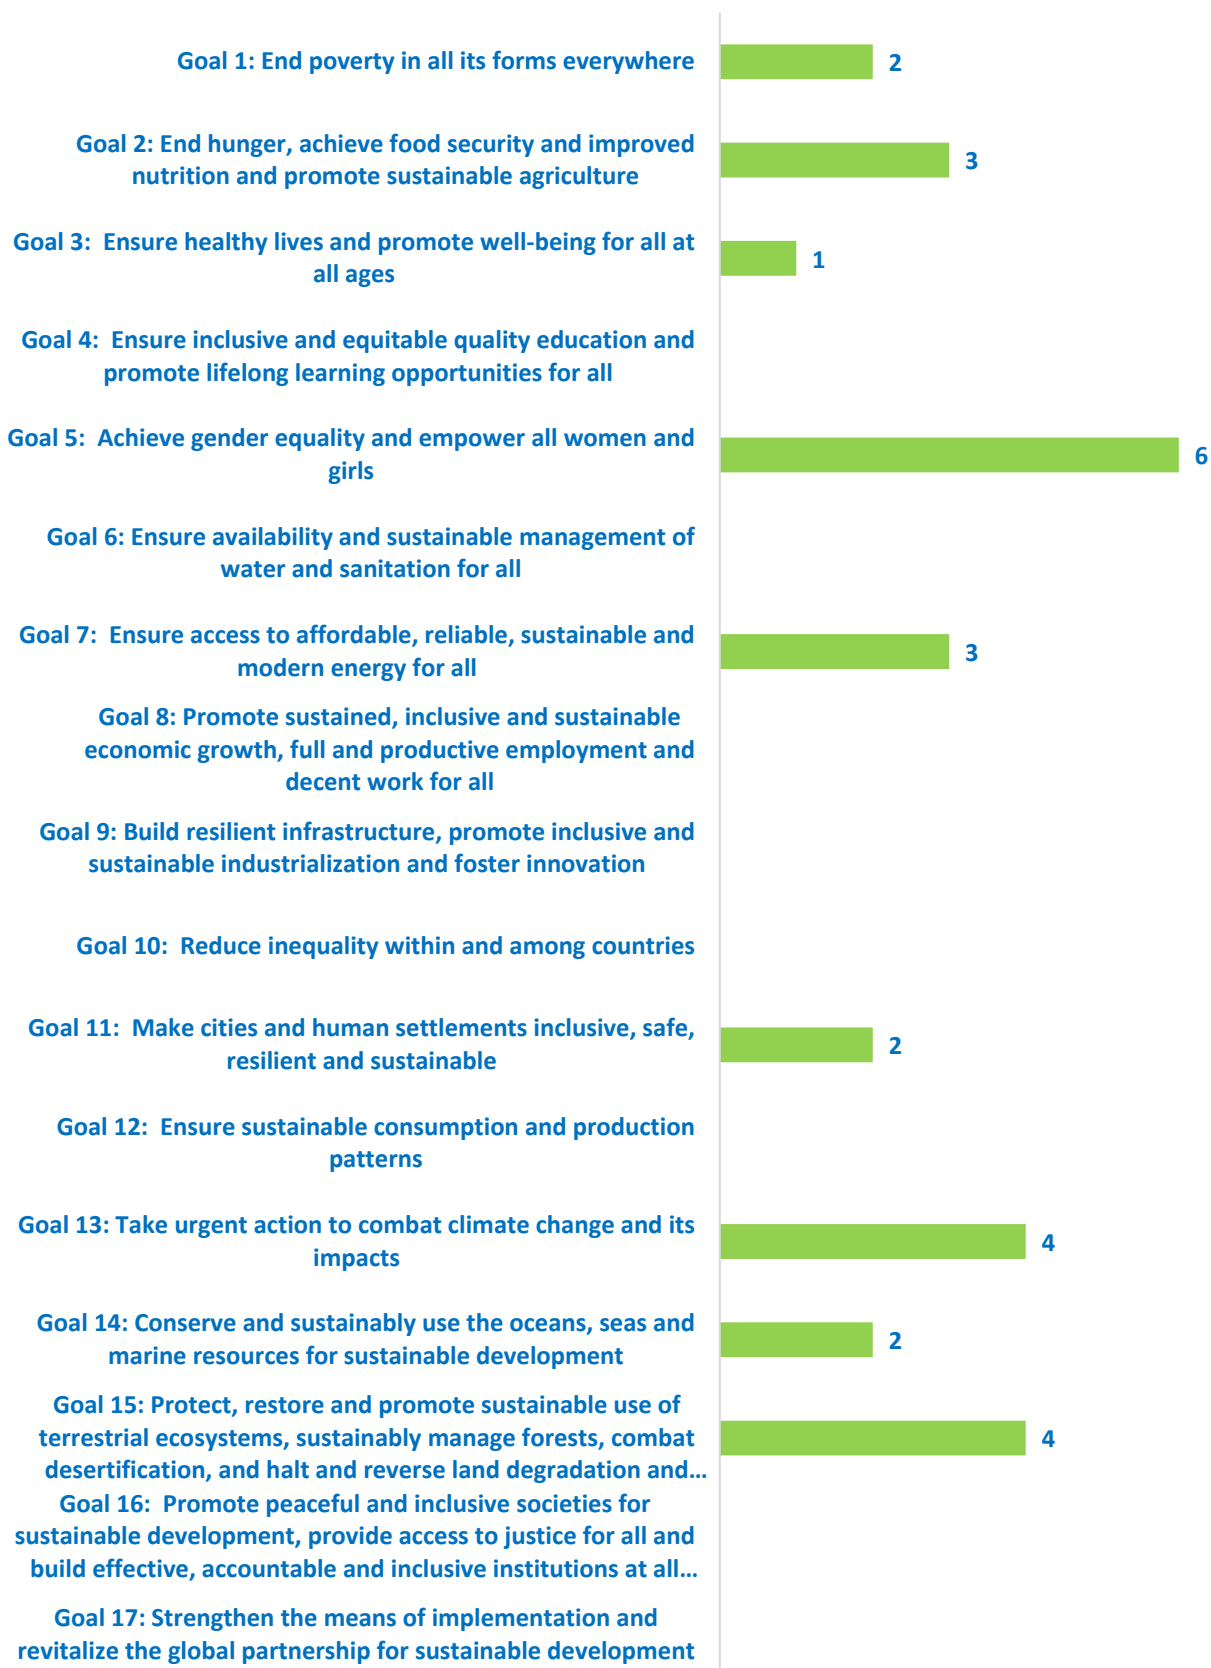 Goal 1: End poverty in all its forms everywhere
2
Goal 2: End hunger, achieve food security and improved
nutrition and promote sustainable agriculture
3
Goal 3:  Ensure healthy lives and promote well-being for all at
all ages
1
Goal 4:  Ensure inclusive and equitable quality education and
promote lifelong learning opportunities for all
Goal 5:  Achieve gender equality and empower all women and
girls
6
Goal 6: Ensure availability and sustainable management of
water and sanitation for all
Goal 7:  Ensure access to affordable, reliable, sustainable and
modern energy for all
3
Goal 8: Promote sustained, inclusive and sustainable
economic growth, full and productive employment and
decent work for all
Goal 9: Build resilient infrastructure, promote inclusive and
sustainable industrialization and foster innovation
Goal 10:  Reduce inequality within and among countries
Goal 11:  Make cities and human settlements inclusive, safe,
resilient and sustainable
2
Goal 12:  Ensure sustainable consumption and production
patterns
Goal 13: Take urgent action to combat climate change and its
impacts
4
Goal 14: Conserve and sustainably use the oceans, seas and
marine resources for sustainable development
2
Goal 15: Protect, restore and promote sustainable use of
terrestrial ecosystems, sustainably manage forests, combat
desertification, and halt and reverse land degradation and…
4
Goal 16:  Promote peaceful and inclusive societies for
sustainable development, provide access to justice for all and
build effective, accountable and inclusive institutions at all…
Goal 17: Strengthen the means of implementation and
revitalize the global partnership for sustainable development